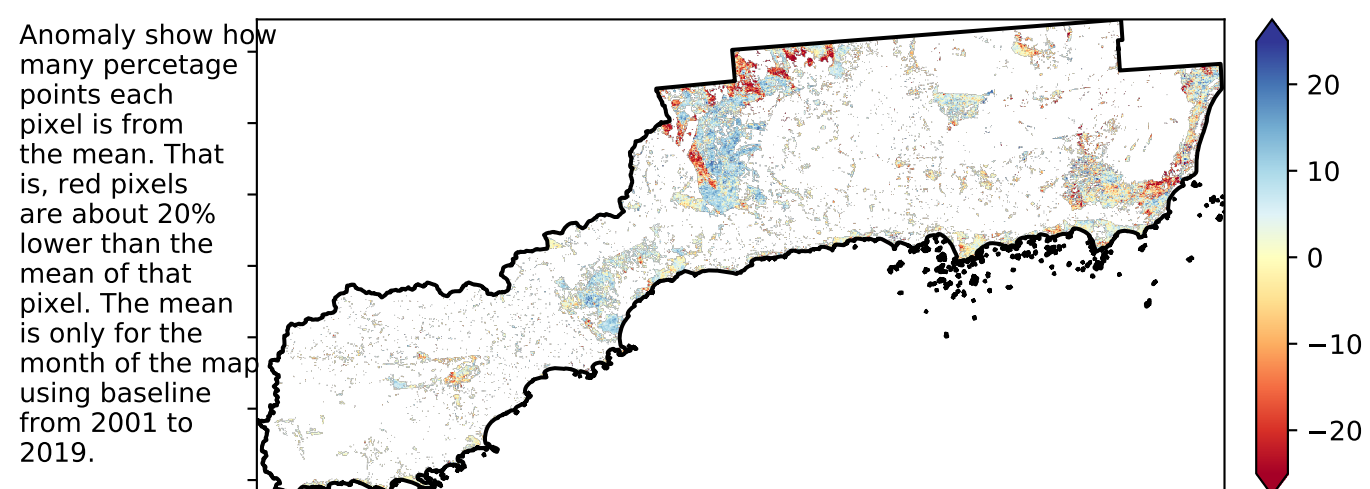 Anomaly show how
many percetage
points each
pixel is from
the mean. That
is, red pixels
are about 20%
lower than the
mean of that
pixel. The mean
is only for the
month of the map
using baseline
from 2001 to
2019.
20
10
0
−10
−20